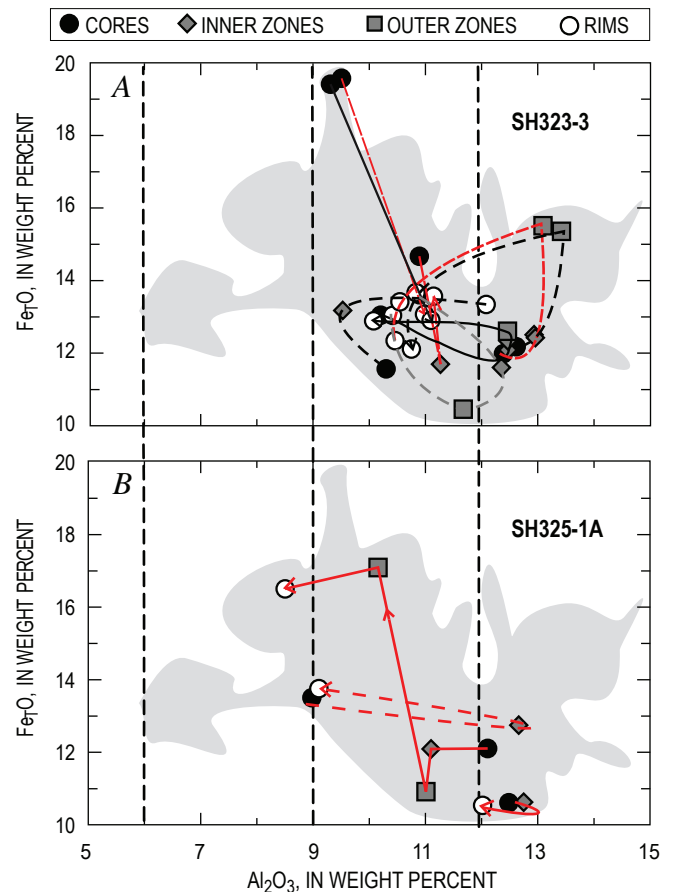 CORES INNER ZONES OUTER ZONES RIMS
A
SH323-3
20
18
16
14
12
10
FeTO, IN WEIGHT PERCENT
B
SH325-1A
20
18
16
14
12
10
FeTO, IN WEIGHT PERCENT
5 7 9 11 13 15
Al2O3, IN WEIGHT PERCENT